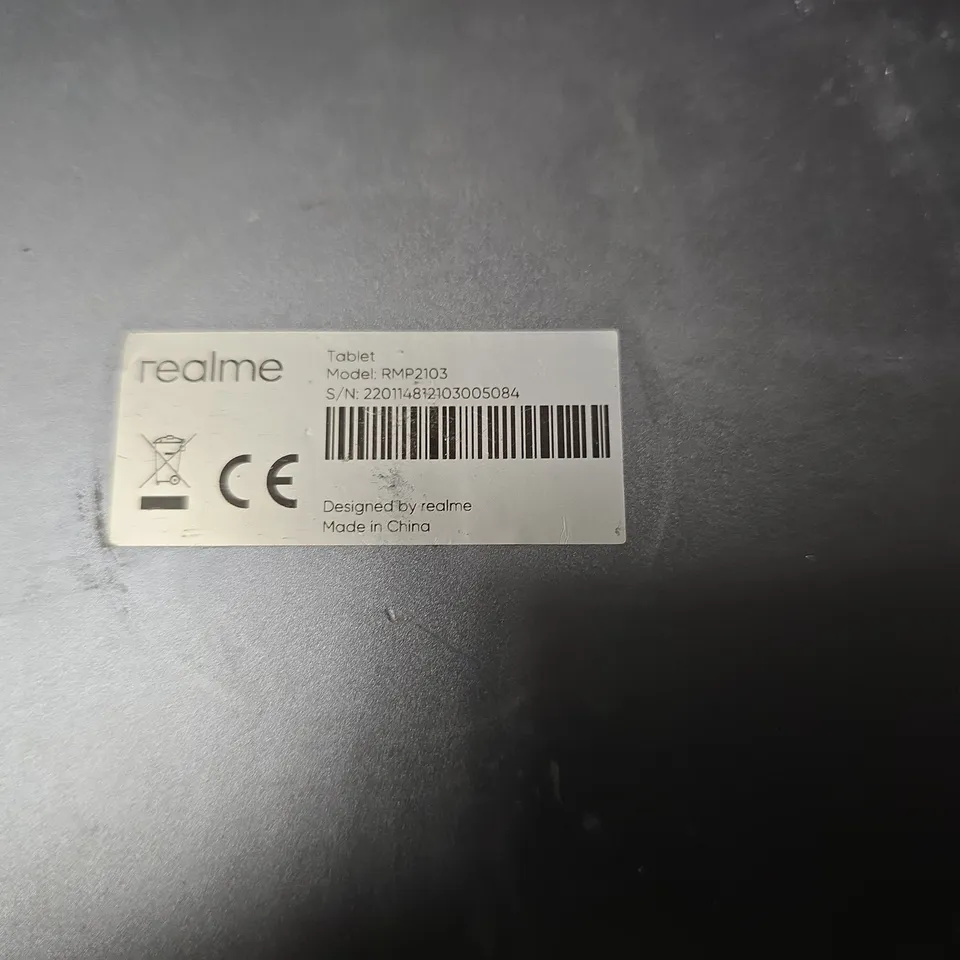 realme
Tablet
Model: RMP2103
S/N: 220114812103005084
CE
Designed by realme
Made in China